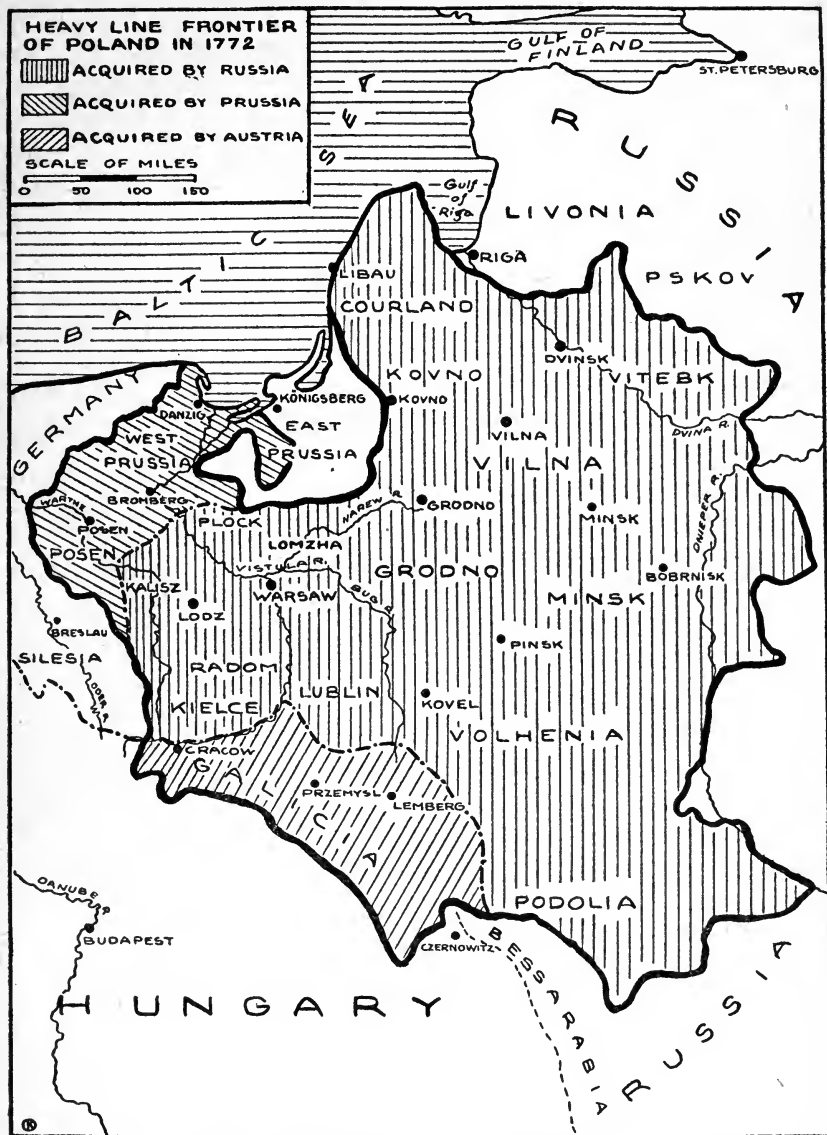 HEAVY LINE FRONTIER
OF POLAND IN 1772
ACQUIRED BY RUSSIA
ACQUIRED BY PRUSSIA
ACQUIRED BY AUSTRIA
SCALE OF MILES
0 50 100 150
GULF OF
FINLAND
ST. PETERSBURG
BALTIC SEA
RUSSIA
Gulf
of
Riga
LIVONIA
RIGA
PSKOV
LIBAU
COURLAND
DVINSK
VITEBK
KOVNO
KOVNO
DVINA R.
GERMANY
DANZIG
KÖNIGSBERG
EAST
PRUSSIA
WEST
PRUSSIA
VILNA
VILNA
BROMBERG
WARTHE
POSEN
POSEN
PLOCK
NAREW R.
GRODNO
MINSK
DNIEPER R.
LOMZHA
VISTULA R.
GRODNO
BOBRNISK
KALISZ
WARSAW
BUG R.
MINSK
LODZ
BRESLAU
SILESIA
ODER R.
PINSK
RADOM
LUBLIN
KIELCE
KOVEL
VOLHENIA
CRACOW
GALICIA
PRZEMYSL
LEMBERG
DANUBE R.
BUDAPEST
PODOLIA
CZERNOWITZ
BESSARABIA
HUNGARY
RUSSIA